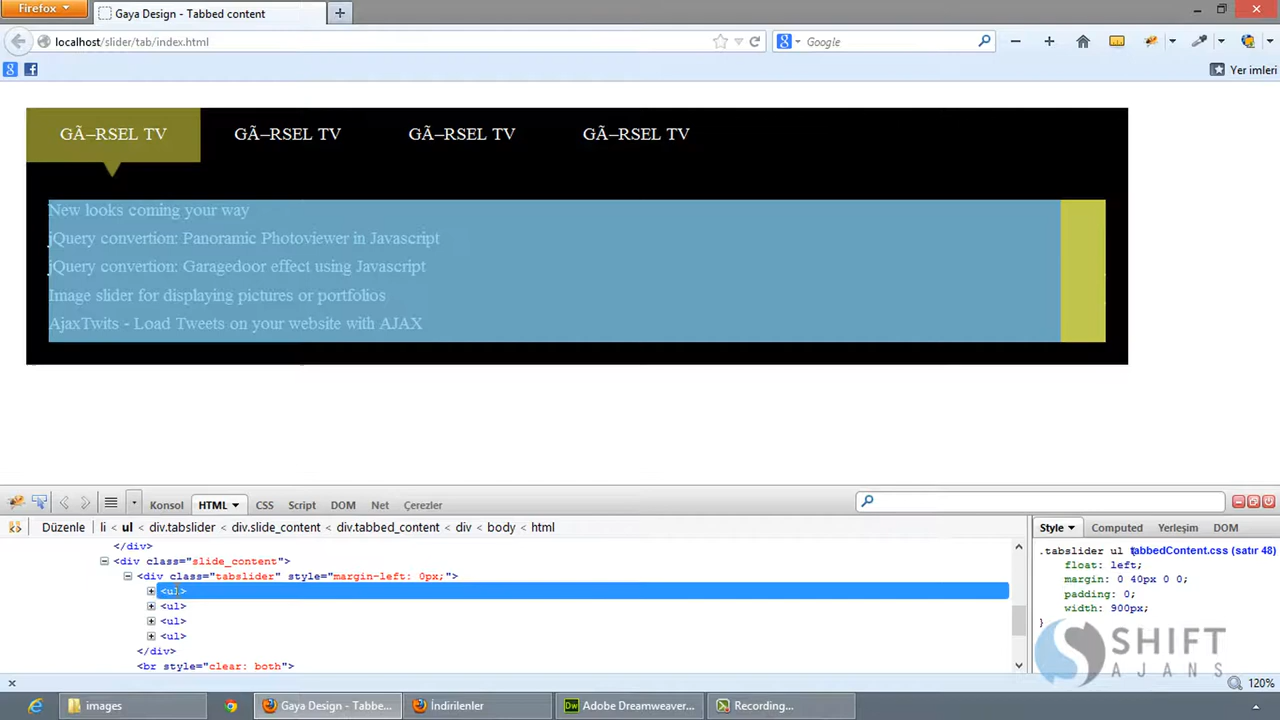 Firefox
Gaya Design - Tabbed content
localhost/slider/tab/index.html
Google
Yer imleri
GÃ–RSEL TV GÃ–RSEL TV GÃ–RSEL TV GÃ–RSEL TV
New looks coming your way
jQuery convertion: Panoramic Photoviewer in Javascript
jQuery convertion: Garagedoor effect using Javascript
Image slider for displaying pictures or portfolios
AjaxTwits - Load Tweets on your website with AJAX
Konsol HTML CSS Script DOM Net Çerezler
Düzenle li < ul < div.tabslider < div.slide_content < div.tabbed_content < div < body < html
Style Computed Yerleşim DOM
</div>
<div class="slide_content">
<div class="tabslider" style="margin-left: 0px;">
<ul>
<ul>
<ul>
<ul>
</div>
<br style="clear: both">
.tabslider ul { tabbedContent.css (satır 48)
float: left;
margin: 0 40px 0 0;
padding: 0;
width: 900px;
}
SHIFT
AJANS
120%
images
Gaya Design - Tabbe...
İndirilenler
Adobe Dreamweaver...
Recording...